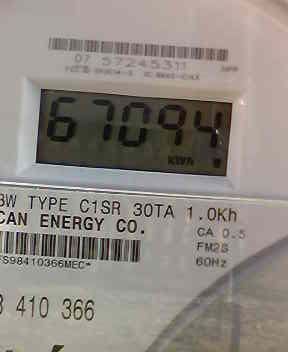 07 57245311
67094
KWH
3W TYPE C1SR 30TA 1.0Kh
CAN ENERGY CO.
CA 0.5
FM2S
FS98410366MEC*
60Hz
3 410 366